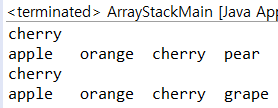 <terminated> ArrayStackMain [Java App
cherry
apple orange cherry pear
cherry
apple orange cherry grape